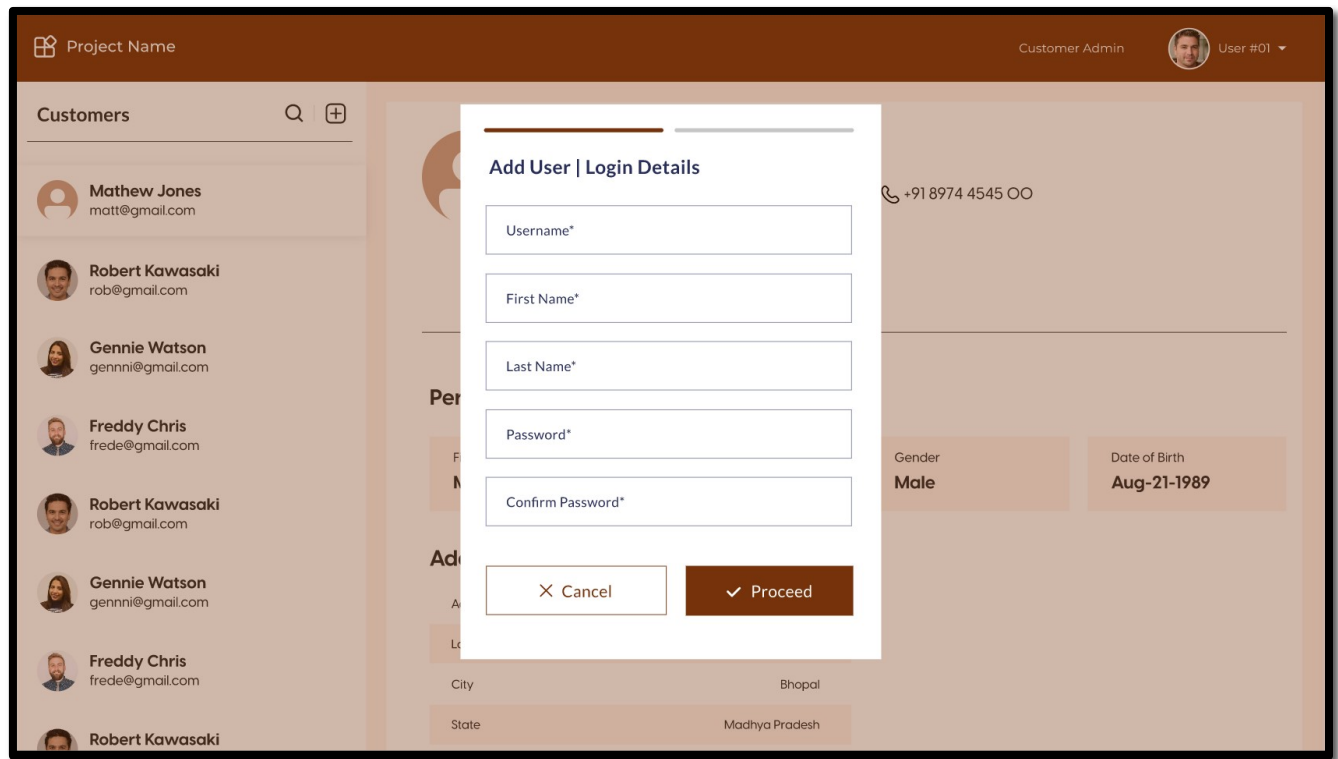 Project Name
Customer Admin
User #01
Customers
Mathew Jones
matt@gmail.com
Robert Kawasaki
rob@gmail.com
Gennie Watson
gennni@gmail.com
Freddy Chris
frede@gmail.com
Robert Kawasaki
rob@gmail.com
Gennie Watson
gennni@gmail.com
Freddy Chris
frede@gmail.com
Robert Kawasaki
Add User | Login Details
Username*
First Name*
Last Name*
Password*
Confirm Password*
Cancel
Proceed
+91 8974 4545 OO
Gender
Male
Date of Birth
Aug-21-1989
City
Bhopal
State
Madhya Pradesh